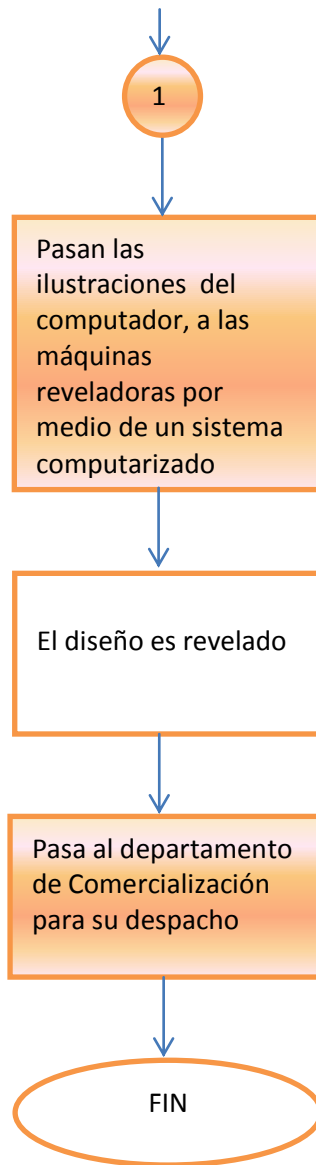 1
Pasan las
ilustraciones del
computador, a las
máquinas
reveladoras por
medio de un sistema
computarizado
El diseño es revelado
Pasa al departamento
de Comercialización
para su despacho
FIN